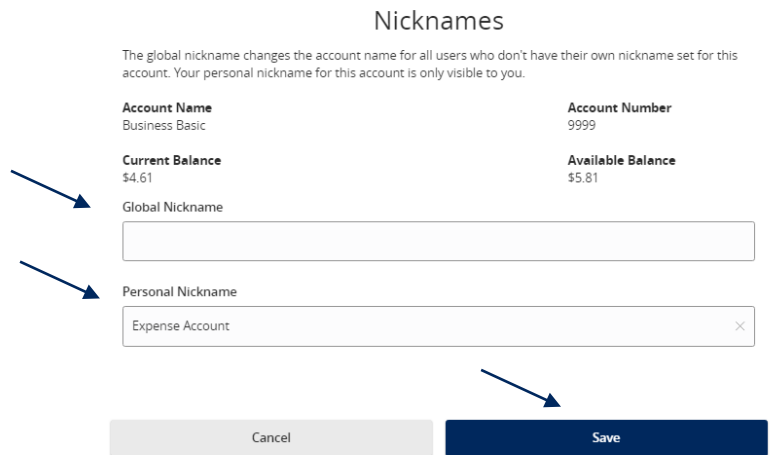 Nicknames
The global nickname changes the account name for all users who don't have their own nickname set for this
account. Your personal nickname for this account is only visible to you.
Account Name
Business Basic
Account Number
9999
Current Balance
$4.61
Available Balance
$5.81
Global Nickname
Personal Nickname
Expense Account
Cancel
Save